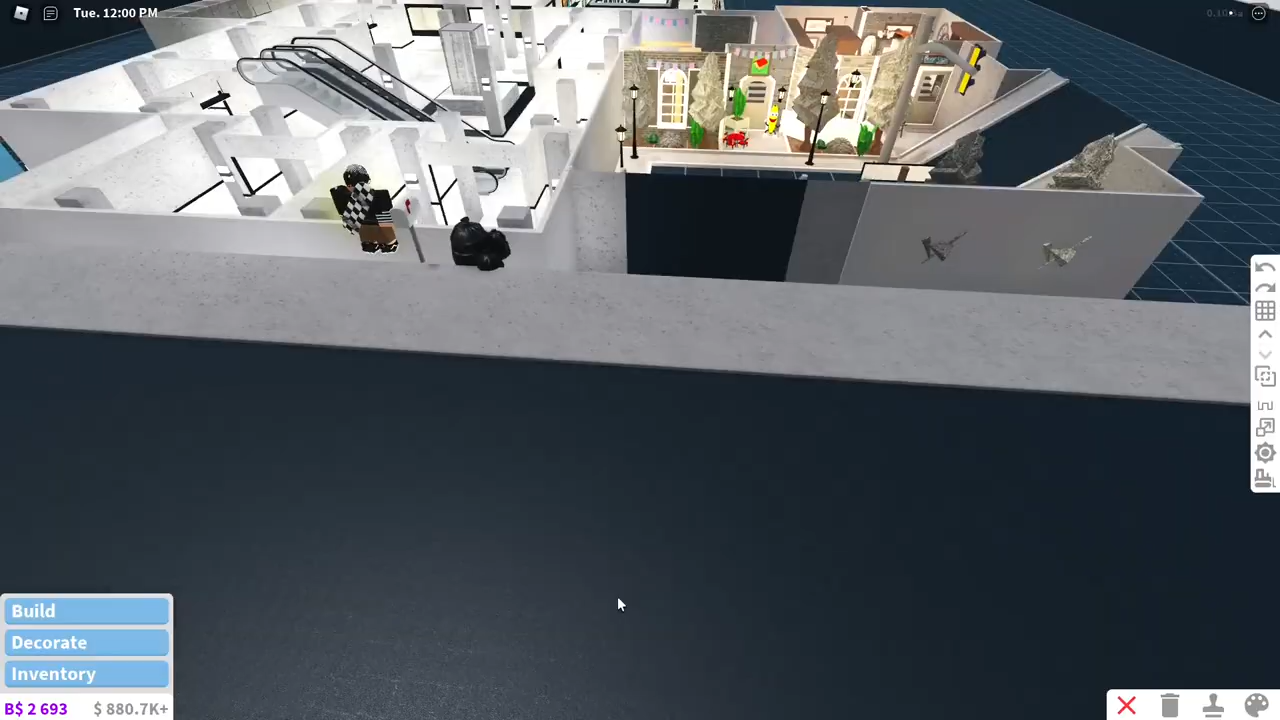 Tue. 12:00 PM
Build
Decorate
Inventory
B$ 2 693 $ 880.7K+